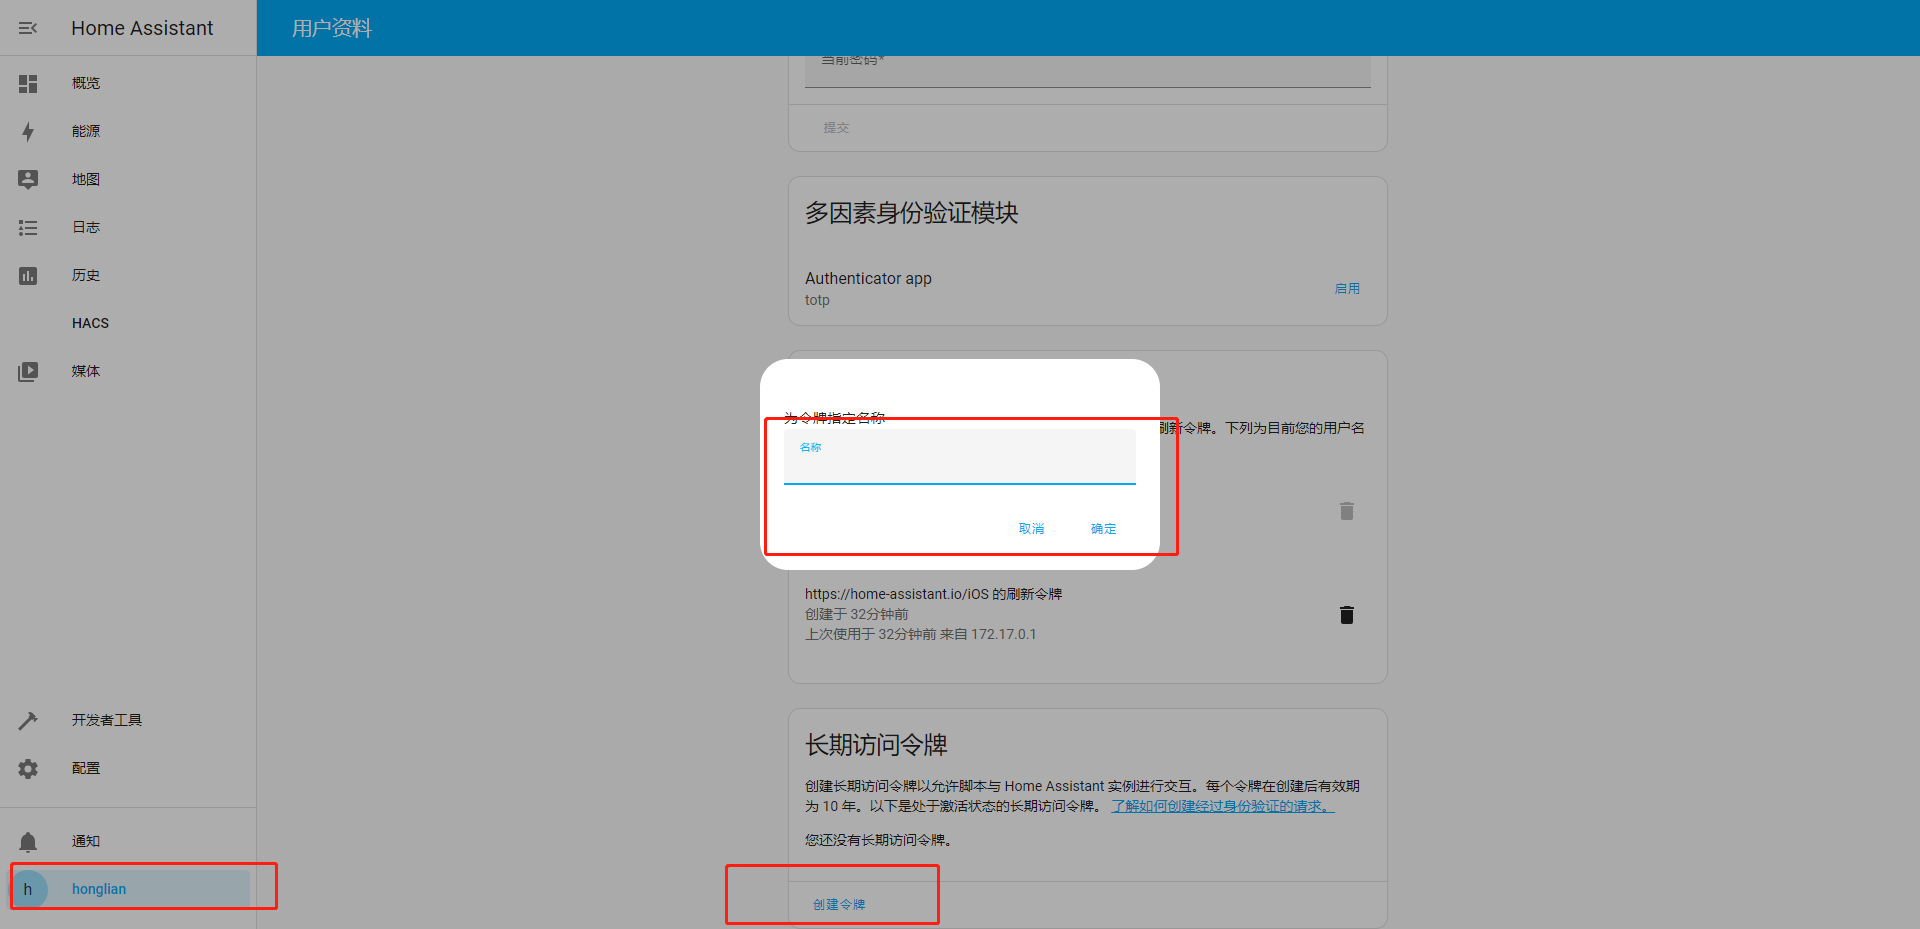 Home Assistant
用户资料
概览
能源
地图
日志
历史
HACS
媒体
开发者工具
配置
通知
h
honglian
当前密码*
提交
多因素身份验证模块
Authenticator app
totp
启用
为令牌指定名称
名称
取消
确定
刷新令牌。下列为目前您的用户名
https://home-assistant.io/iOS 的刷新令牌
创建于 32分钟前
上次使用于 32分钟前 来自 172.17.0.1
长期访问令牌
创建长期访问令牌以允许脚本与 Home Assistant 实例进行交互。每个令牌在创建后有效期
为 10 年。以下是处于激活状态的长期访问令牌。 了解如何创建经过身份验证的请求。
您还没有长期访问令牌。
创建令牌